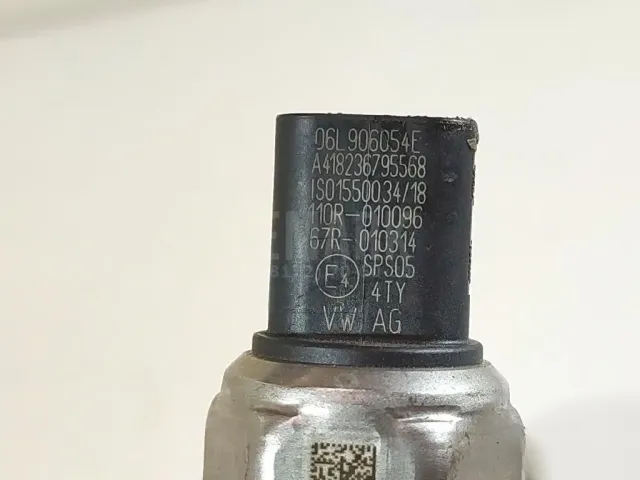 06L906054E
A418236795568
ISO1550034/18
110R-010096
67R-010314
E4 SPS05
4TY
VW AG